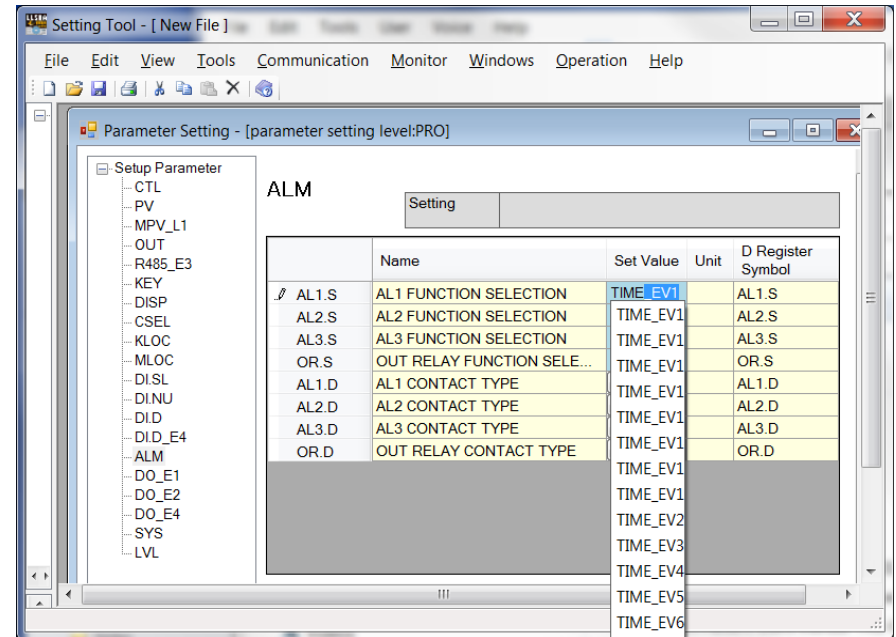 Setting Tool - [ New File ]
File Edit View Tools Communication Monitor Windows Operation Help
Parameter Setting - [parameter setting level:PRO]
Setup Parameter
CTL
PV
MPV_L1
OUT
R485_E3
KEY
DISP
CSEL
KLOC
MLOC
DI.SL
DI.NU
DI.D
DI.D_E4
ALM
DO_E1
DO_E2
DO_E4
SYS
LVL
ALM
Setting
Name Set Value Unit D Register Symbol
AL1.S AL1 FUNCTION SELECTION TIME_EV1 AL1.S
AL2.S AL2 FUNCTION SELECTION AL2.S
AL3.S AL3 FUNCTION SELECTION AL3.S
OR.S OUT RELAY FUNCTION SELE... OR.S
AL1.D AL1 CONTACT TYPE AL1.D
AL2.D AL2 CONTACT TYPE AL2.D
AL3.D AL3 CONTACT TYPE AL3.D
OR.D OUT RELAY CONTACT TYPE OR.D
TIME_EV1
TIME_EV1
TIME_EV1
TIME_EV1
TIME_EV1
TIME_EV1
TIME_EV1
TIME_EV1
TIME_EV2
TIME_EV3
TIME_EV4
TIME_EV5
TIME_EV6